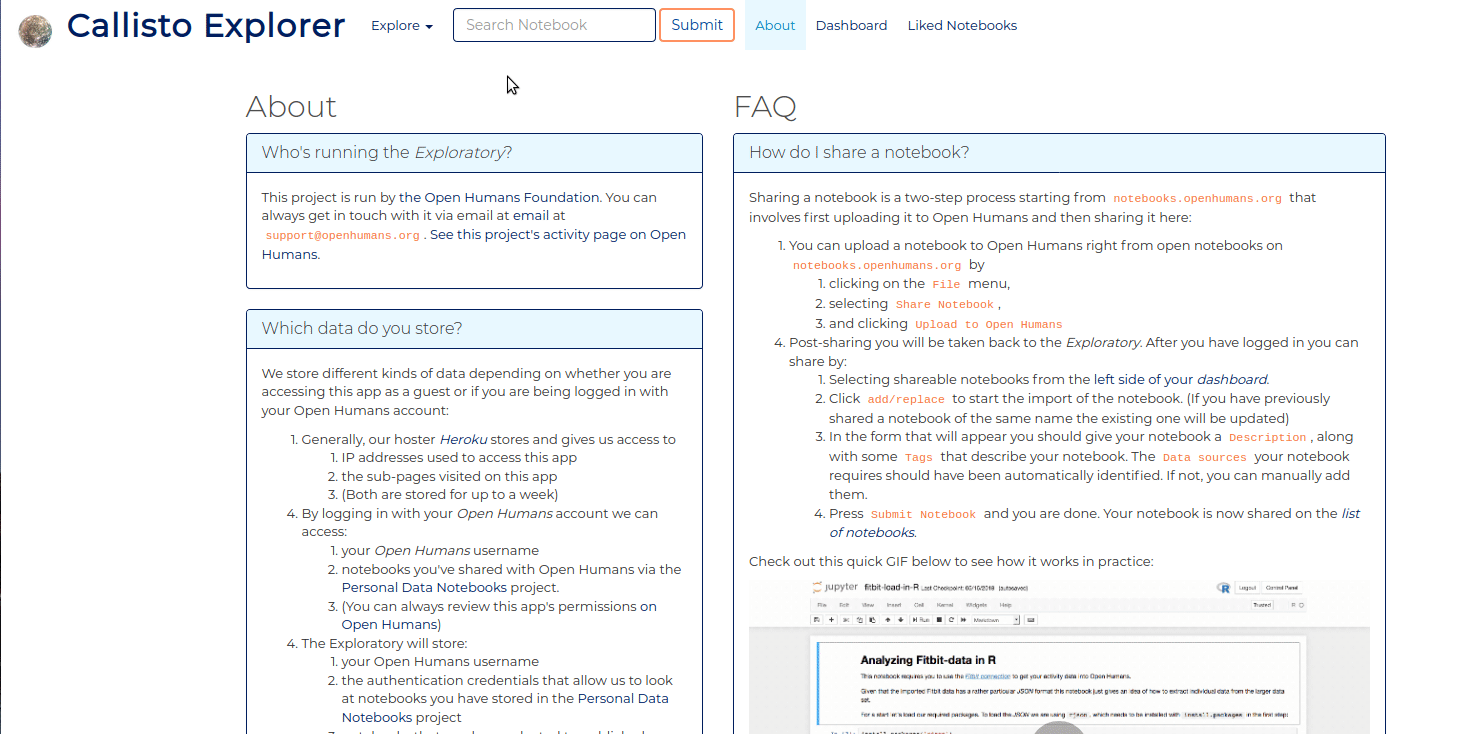 Callisto Explorer
Explore
Search Notebook
Submit
About
Dashboard
Liked Notebooks
About
Who's running the Exploratory?
This project is run by the Open Humans Foundation. You can
always get in touch with it via email at email at
support@openhumans.org . See this project's activity page on Open
Humans.
Which data do you store?
We store different kinds of data depending on whether you are
accessing this app as a guest or if you are being logged in with
your Open Humans account:
1. Generally, our hoster Heroku stores and gives us access to
1. IP addresses used to access this app
2. the sub-pages visited on this app
3. (Both are stored for up to a week)
4. By logging in with your Open Humans account we can
access:
1. your Open Humans username
2. notebooks you've shared with Open Humans via the
Personal Data Notebooks project.
3. (You can always review this app's permissions on
Open Humans)
4. The Exploratory will store:
1. your Open Humans username
2. the authentication credentials that allow us to look
at notebooks you have stored in the Personal Data
Notebooks project
FAQ
How do I share a notebook?
Sharing a notebook is a two-step process starting from notebooks.openhumans.org that
involves first uploading it to Open Humans and then sharing it here:
1. You can upload a notebook to Open Humans right from open notebooks on
notebooks.openhumans.org by
1. clicking on the File menu,
2. selecting Share Notebook ,
3. and clicking Upload to Open Humans
4. Post-sharing you will be taken back to the Exploratory. After you have logged in you can
share by:
1. Selecting shareable notebooks from the left side of your dashboard.
2. Click add/replace to start the import of the notebook. (If you have previously
shared a notebook of the same name the existing one will be updated)
3. In the form that will appear you should give your notebook a Description , along
with some Tags that describe your notebook. The Data sources your notebook
requires should have been automatically identified. If not, you can manually add
them.
4. Press Submit Notebook and you are done. Your notebook is now shared on the list
of notebooks.
Check out this quick GIF below to see how it works in practice:
jupyter fitbit-load-in-R Last Checkpoint: (autosaved)
Logout
Control Panel
File Edit View Insert Cell Kernel Widgets Help
Trusted
R
Run
Markdown
Analyzing Fitbit-data in R
This notebook requires you to use the Fitbit connection to get your activity data into Open Humans.
Given that the imported Fitbit data has a rather particular JSON format this notebook just gives an idea of how to extract individual data from the larger data
set.
For a start let's load our required packages. To load the JSON we are using rjson, which needs to be installed with install.packages in the first step: